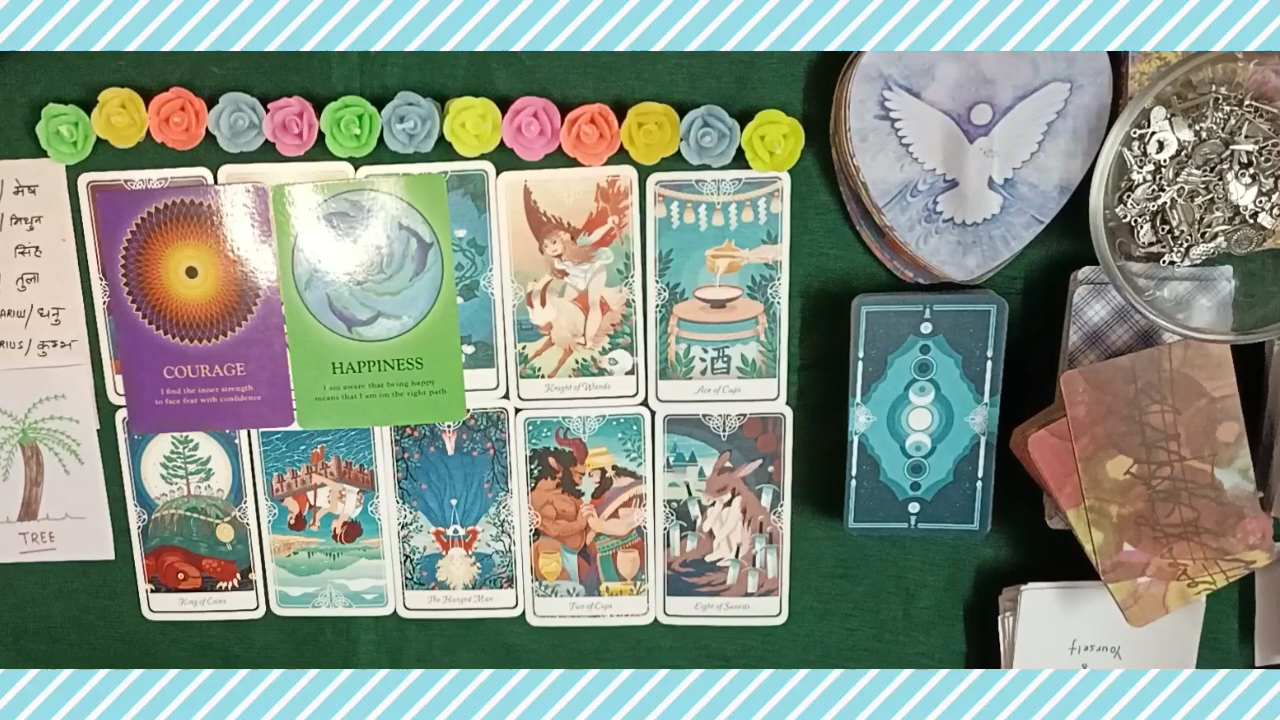 / मेष
/ मिथुन
सिंह
तुला
ARIUS/ धनु
RIUS/ कुम्भ
TREE
COURAGE
I find the inner strength
to face fear with confidence
HAPPINESS
I am aware that being happy
means that I am on the right path
Knight of Wands
酒
Ace of Cups
King of Coins
The Hanged Man
Two of Cups
Eight of Swords
&
Yourself